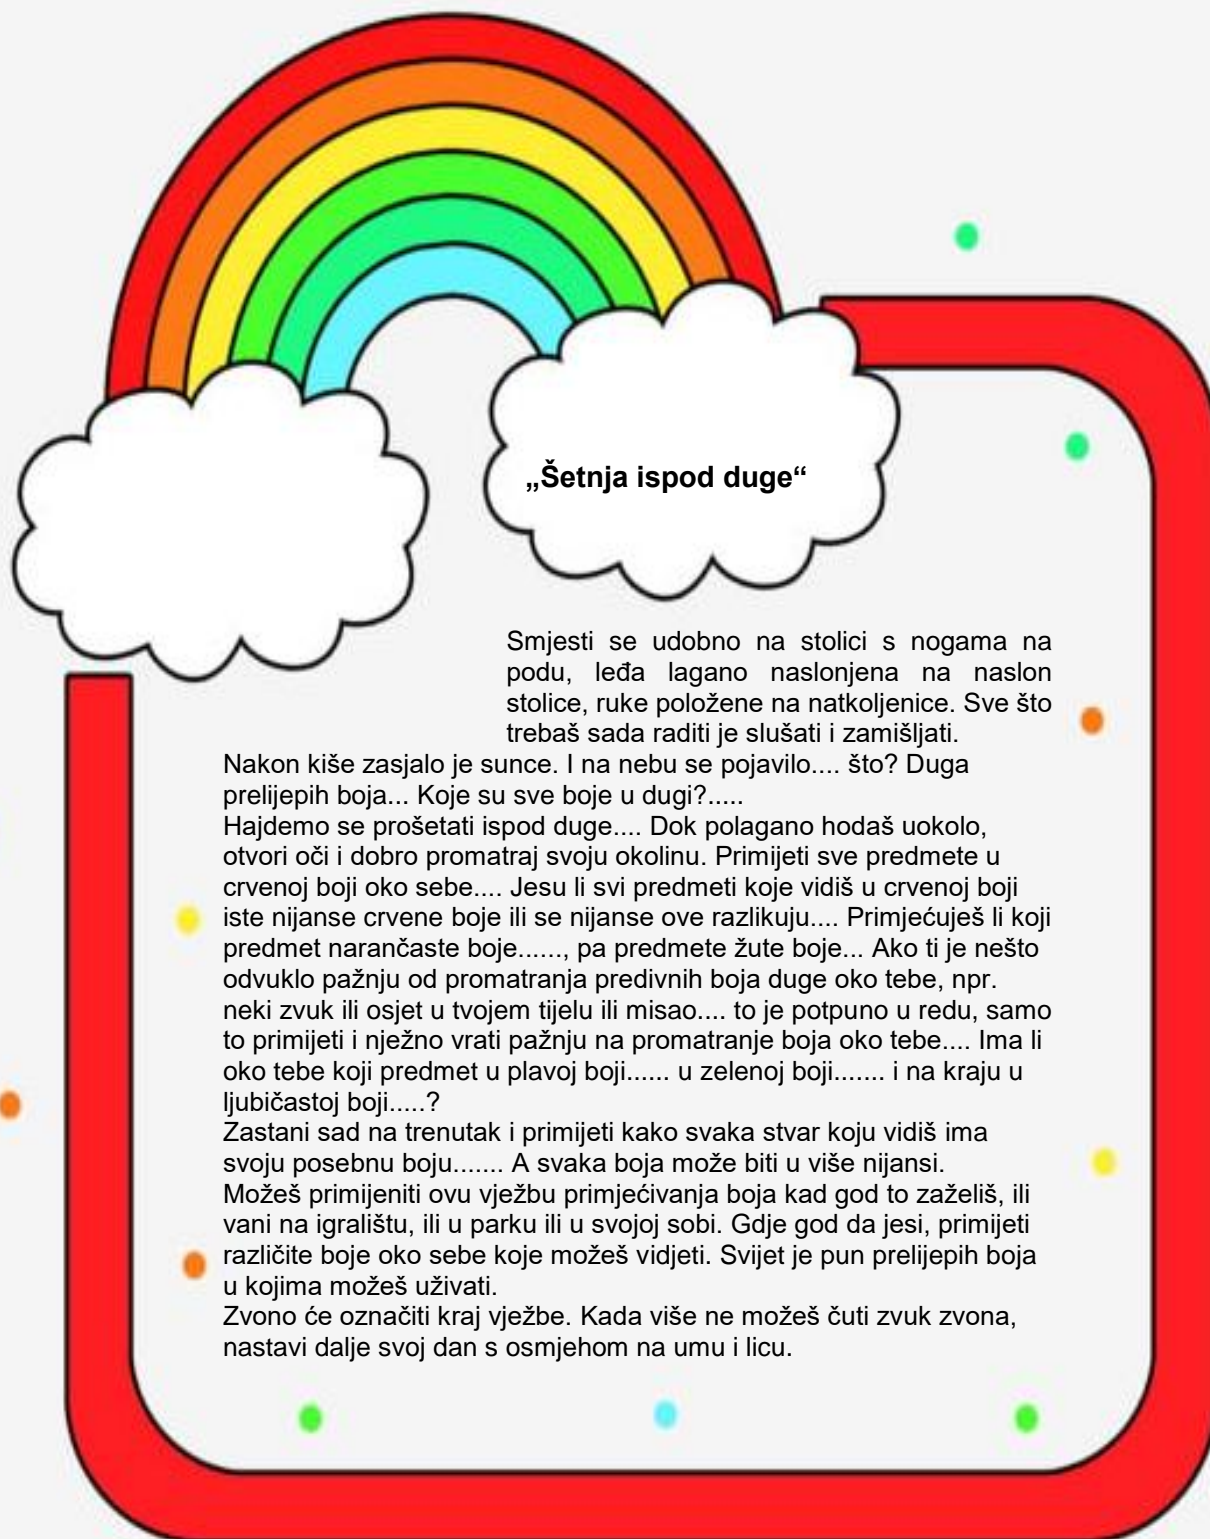 „Šetnja ispod duge“
Smjesti se udobno na stolici s nogama na
podu, leđa lagano naslonjena na naslon
stolice, ruke položene na natkoljenice. Sve što
trebaš sada raditi je slušati i zamišljati.
Nakon kiše zasjalo je sunce. I na nebu se pojavilo.... što? Duga
prelijepih boja... Koje su sve boje u dugi?.....
Hajdemo se prošetati ispod duge.... Dok polagano hodaš uokolo,
otvori oči i dobro promatraj svoju okolinu. Primijeti sve predmete u
crvenoj boji oko sebe.... Jesu li svi predmeti koje vidiš u crvenoj boji
iste nijanse crvene boje ili se nijanse ove razlikuju.... Primjećuješ li koji
predmet narančaste boje......, pa predmete žute boje... Ako ti je nešto
odvuklo pažnju od promatranja predivnih boja duge oko tebe, npr.
neki zvuk ili osjet u tvojem tijelu ili misao.... to je potpuno u redu, samo
to primijeti i nježno vrati pažnju na promatranje boja oko tebe.... Ima li
oko tebe koji predmet u plavoj boji...... u zelenoj boji....... i na kraju u
ljubičastoj boji.....?
Zastani sad na trenutak i primijeti kako svaka stvar koju vidiš ima
svoju posebnu boju....... A svaka boja može biti u više nijansi.
Možeš primijeniti ovu vježbu primjećivanja boja kad god to zaželiš, ili
vani na igralištu, ili u parku ili u svojoj sobi. Gdje god da jesi, primijeti
različite boje oko sebe koje možeš vidjeti. Svijet je pun prelijepih boja
u kojima možeš uživati.
Zvono će označiti kraj vježbe. Kada više ne možeš čuti zvuk zvona,
nastavi dalje svoj dan s osmjehom na umu i licu.